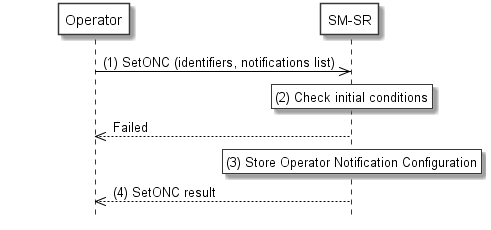 Operator
SM-SR
(1) SetONC (identifiers, notifications list)
(2) Check initial conditions
Failed
(3) Store Operator Notification Configuration
(4) SetONC result